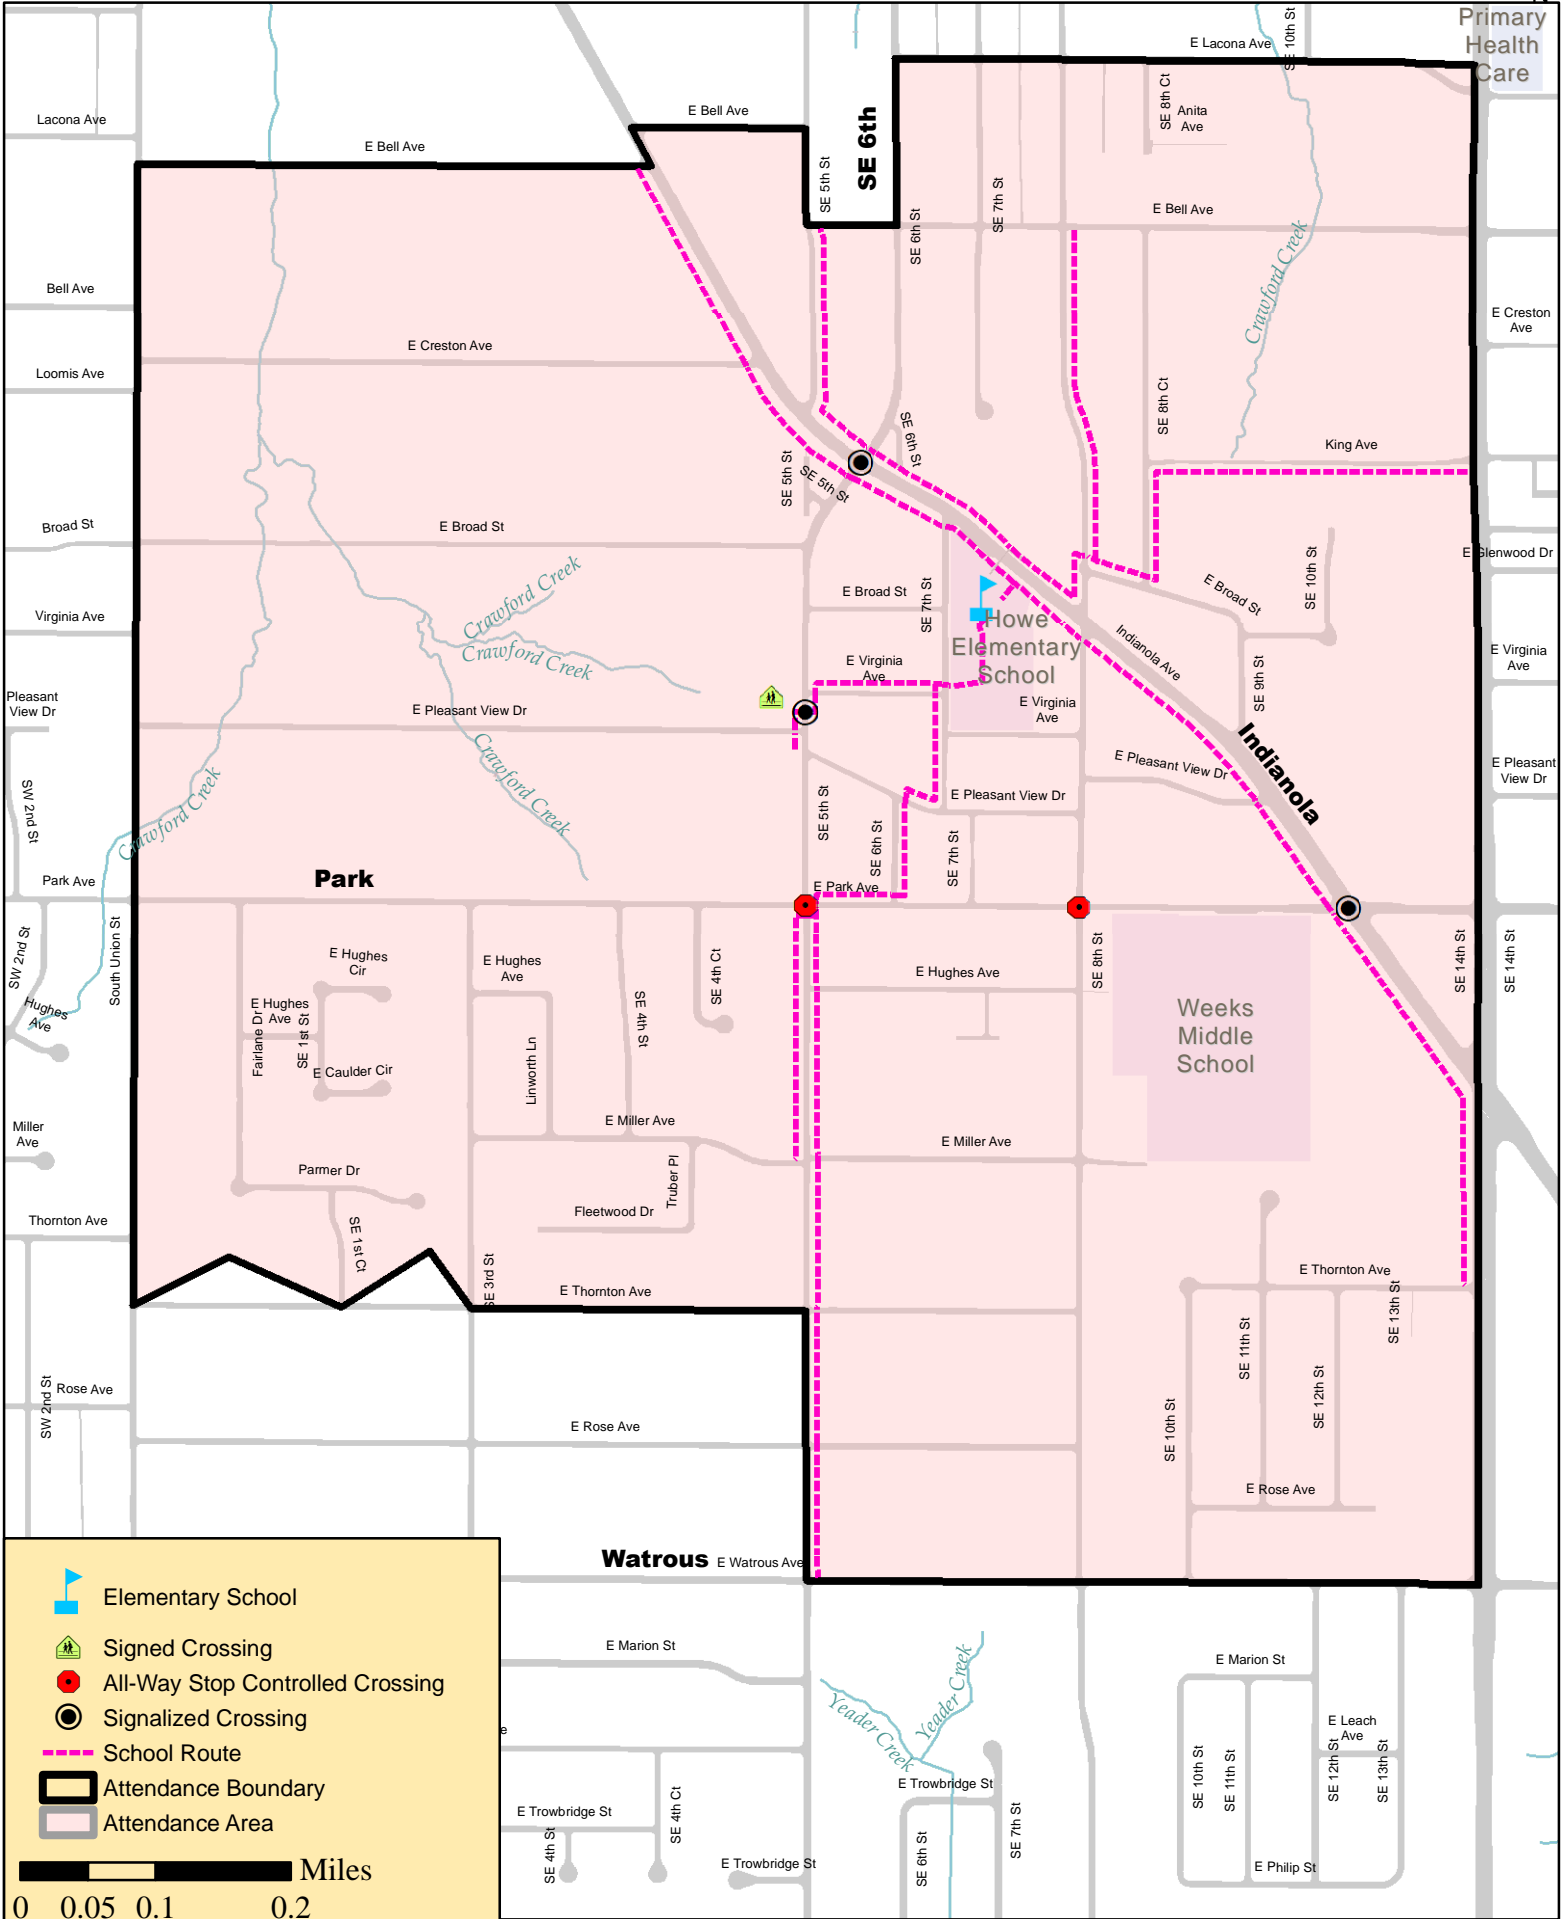 Primary
Health
Care
E Lacona Ave
SE 10th St
E Bell Ave
SE 6th
SE 8th Ct
Anita
Ave
Lacona Ave
E Bell Ave
SE 5th St
SE 6th St
SE 7th St
E Bell Ave
Crawford Creek
Bell Ave
E Creston
Ave
E Creston Ave
Loomis Ave
SE 8th Ct
SE 6th St
King Ave
SE 5th St
SE 5th St
Broad St
E Broad St
E Glenwood Dr
Crawford Creek
E Broad St
SE 7th St
E Broad St
SE 10th St
Virginia Ave
Howe
Elementary
School
Indianola Ave
Crawford Creek
E Virginia
Ave
E Virginia
Ave
SE 9th St
Pleasant
View Dr
E Pleasant View Dr
E Virginia
Ave
Crawford Creek
Indianola
E Pleasant View Dr
E Pleasant
View Dr
Crawford Creek
SW 2nd St
E Pleasant View Dr
SE 5th St
SE 6th St
SE 7th St
Park Ave
Park
E Park Ave
SW 2nd St
South Union St
E Hughes
Cir
E Hughes
Ave
SE 4th Ct
E Hughes Ave
SE 8th St
SE 14th St
SE 14th St
Hughes
Ave
E Hughes
Ave
Fairlane Dr
SE 1st St
SE 4th St
Weeks
Middle
School
E Caulder Cir
Linworth Ln
Miller
Ave
E Miller Ave
E Miller Ave
Parmer Dr
Truber Pl
Fleetwood Dr
Thornton Ave
SE 1st Ct
SE 3rd St
E Thornton Ave
E Thornton Ave
SE 13th St
SE 11th St
SE 12th St
SW 2nd St
Rose Ave
E Rose Ave
SE 10th St
E Rose Ave
Watrous
E Watrous Ave
Elementary School
Signed Crossing
All-Way Stop Controlled Crossing
Signalized Crossing
School Route
Attendance Boundary
Attendance Area
Miles
0 0.05 0.1 0.2
E Marion St
E Marion St
Yeader Creek
Yeader Creek
e
E Leach
Ave
SE 10th St
SE 11th St
SE 12th St
SE 13th St
E Trowbridge St
E Trowbridge St
SE 4th St
SE 4th Ct
E Trowbridge St
SE 6th St
SE 7th St
E Philip St